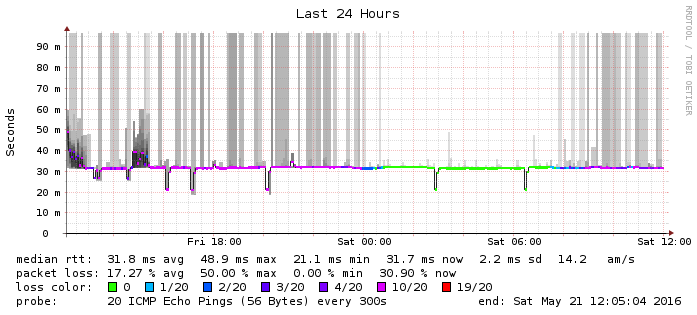 Last 24 Hours
RRDTOOL / TOBI OETIKER
Seconds
90 m
80 m
70 m
60 m
50 m
40 m
30 m
20 m
10 m
0
Fri 18:00 Sat 00:00 Sat 06:00 Sat 12:00
median rtt: 31.8 ms avg 48.9 ms max 21.1 ms min 31.7 ms now 2.2 ms sd 14.2 am/s
packet loss: 17.27 % avg 50.00 % max 0.00 % min 30.90 % now
loss color: 0 1/20 2/20 3/20 4/20 10/20 19/20
probe: 20 ICMP Echo Pings (56 Bytes) every 300s end: Sat May 21 12:05:04 2016